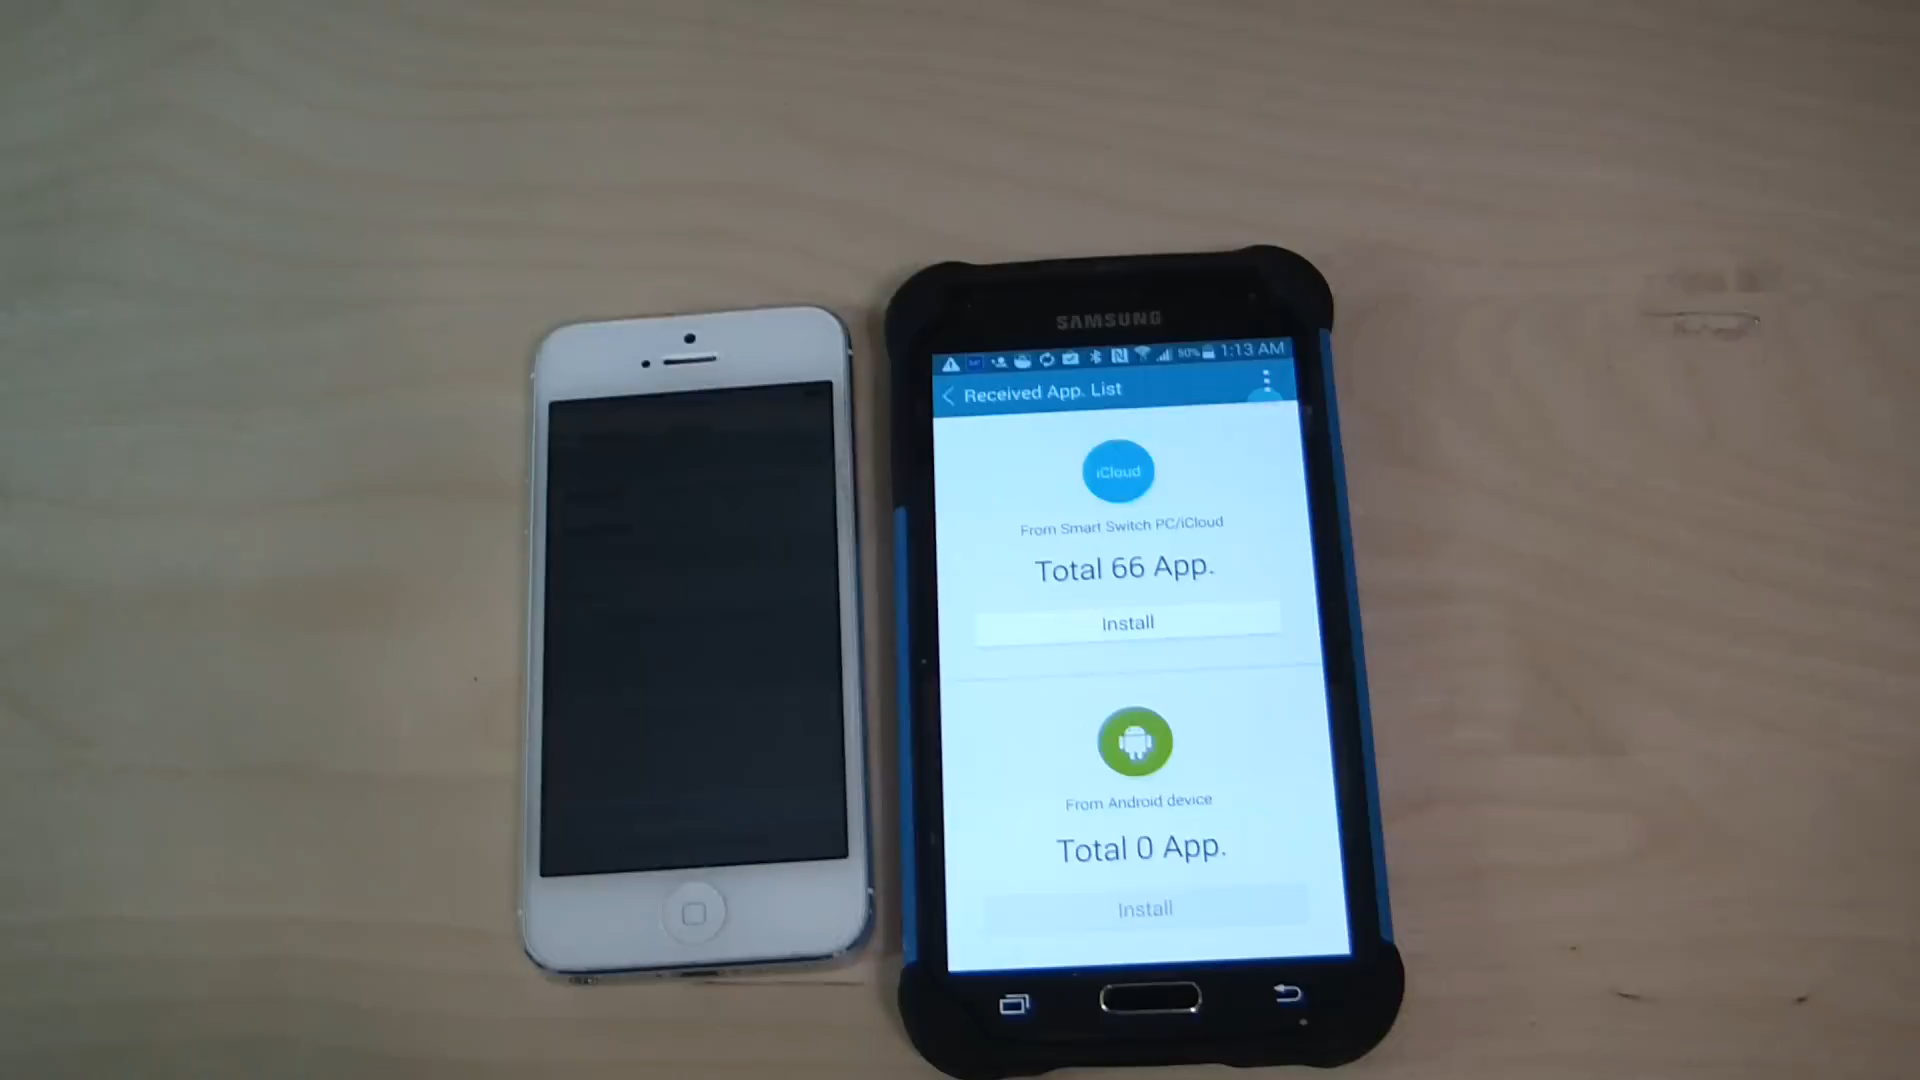 SAMSUNG
50% 1:13 AM
Received App. List
iCloud
From Smart Switch PC/iCloud
Total 66 App.
Install
From Android device
Total 0 App.
Install